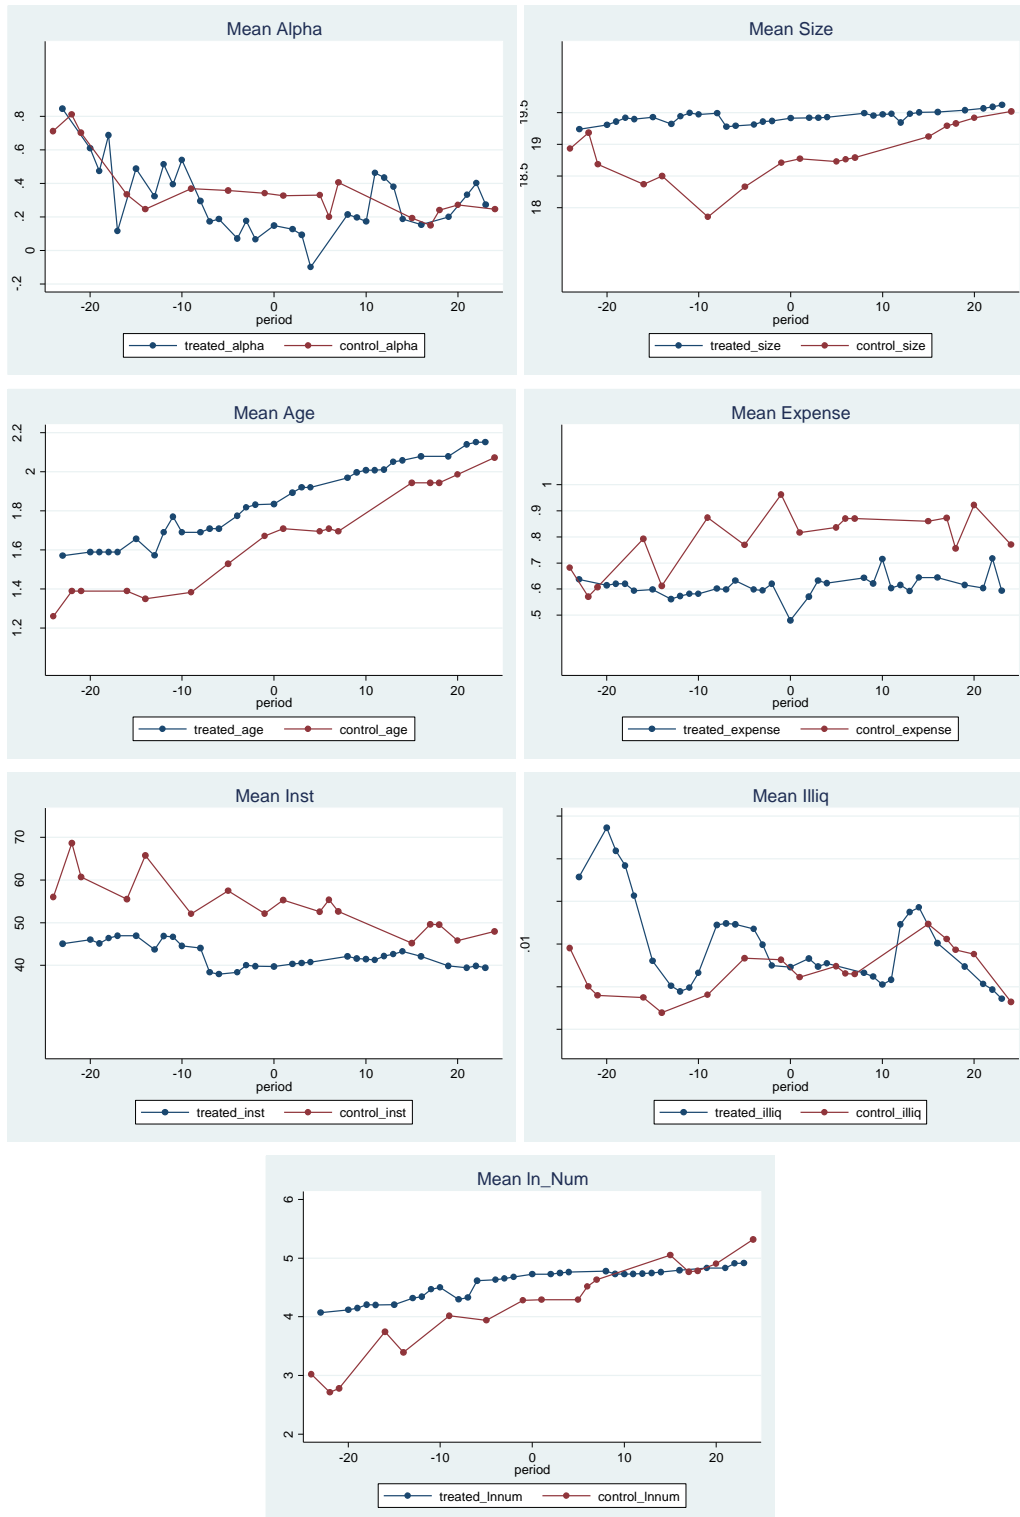 Mean Alpha
.8
.6
.4
.2
0
-.2
-20 -10 0 10 20
period
treated_alpha control_alpha
Mean Size
19.5
19
18.5
18
-20 -10 0 10 20
period
treated_size control_size
Mean Age
2.2
2
1.8
1.6
1.4
1.2
-20 -10 0 10 20
period
treated_age control_age
Mean Expense
1
.9
.8
.7
.6
.5
-20 -10 0 10 20
period
treated_expense control_expense
Mean Inst
70
60
50
40
-20 -10 0 10 20
period
treated_inst control_inst
Mean Illiq
.01
-20 -10 0 10 20
period
treated_illiq control_illiq
Mean ln_Num
6
5
4
3
2
-20 -10 0 10 20
period
treated_lnnum control_lnnum